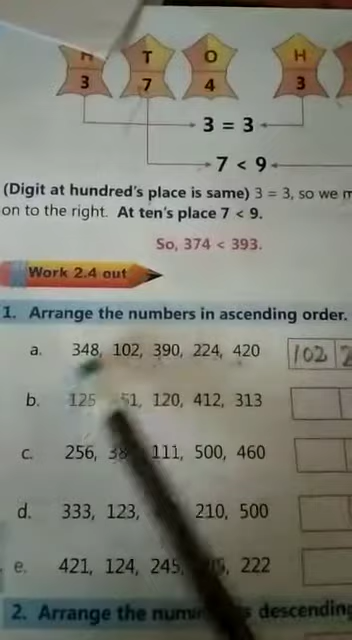 H T O H
3 7 4 3
3 = 3
7 < 9
(Digit at hundred's place is same) 3 = 3, so we
on to the right. At ten's place 7 < 9.
So, 374 < 393.
Work 2.4 out
1. Arrange the numbers in ascending order.
a. 348, 102, 390, 224, 420 102
b. 125 120, 412, 313
c. 256, 111, 500, 460
d. 333, 123, 210, 500
e. 421, 124, 245, 222
2. Arrange the descending